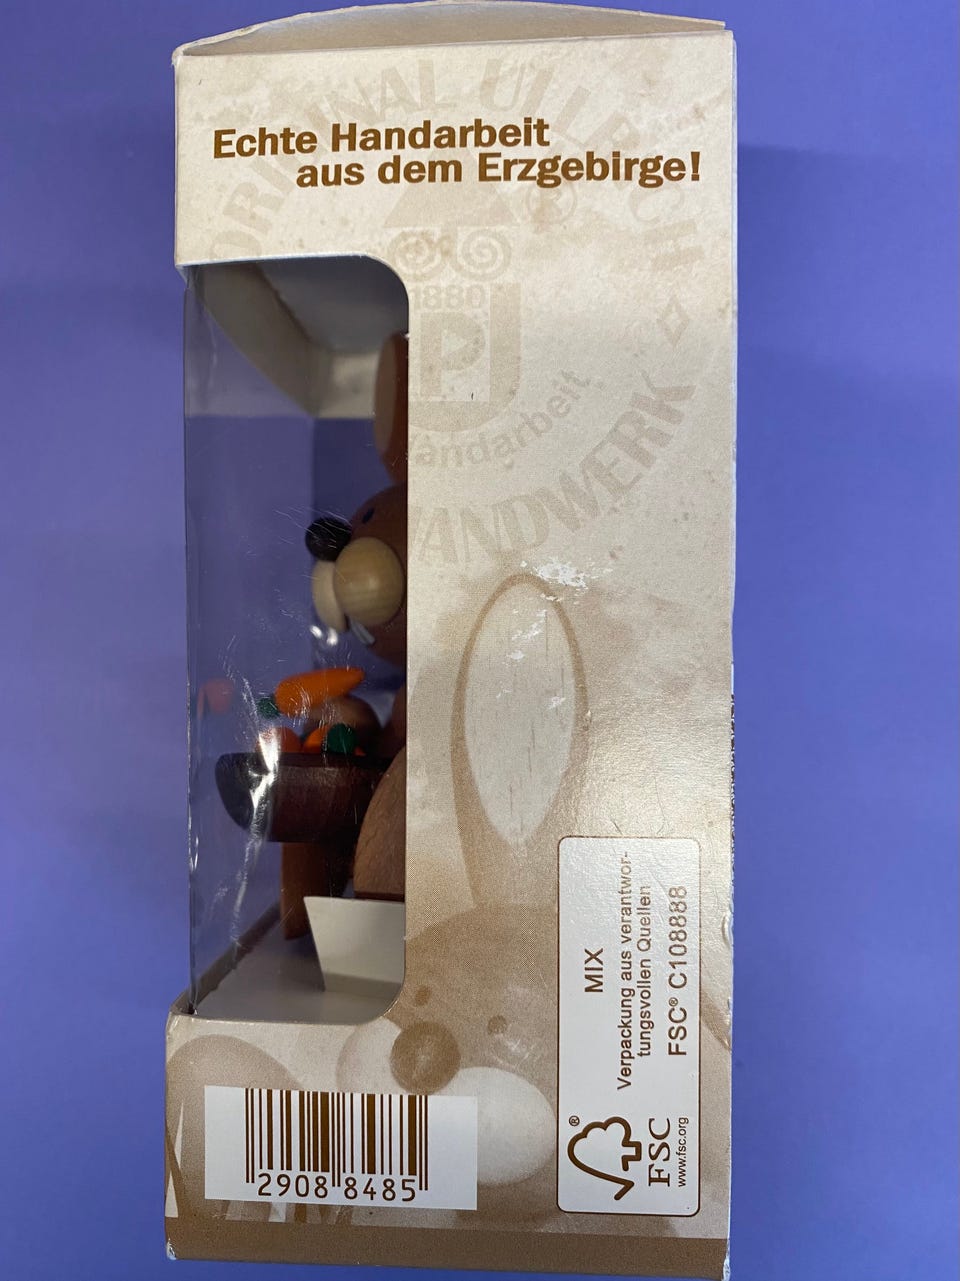 Echte Handarbeit
aus dem Erzgebirge!
ORIGINAL ULLBRICH
1880
Handarbeit
HANDWERK
MIX
Verpackung aus verantwor-
tungsvollen Quellen
FSC® C108888
®
FSC
www.fsc.org
2908 8485